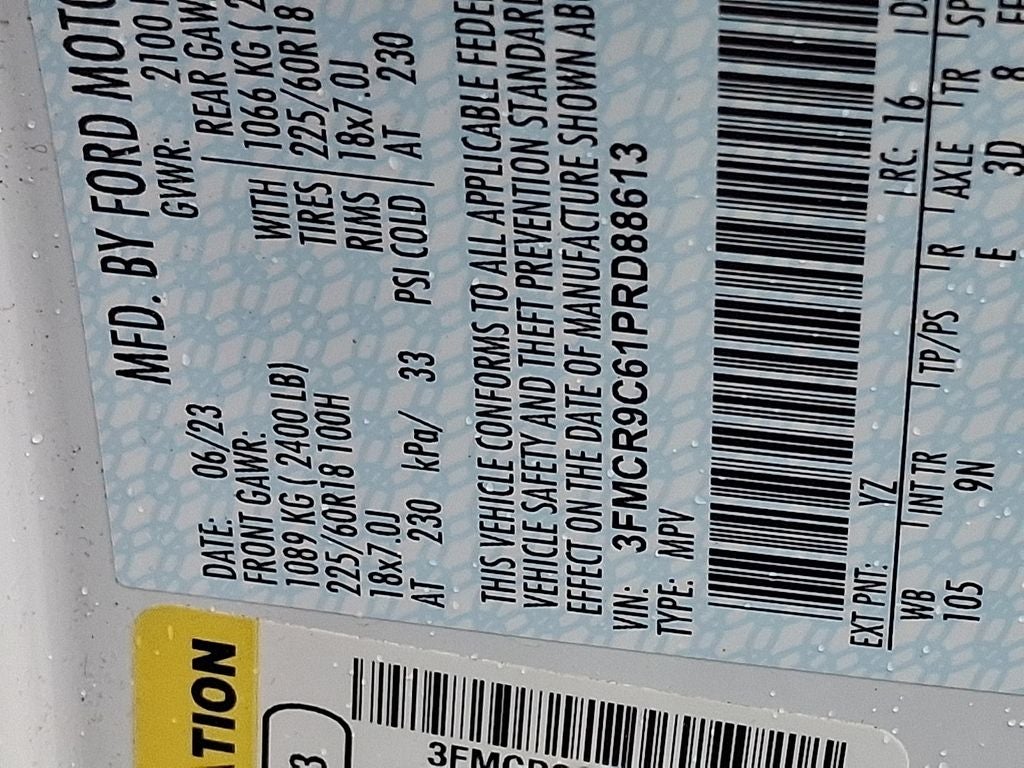 MFD. BY FORD MOTO
DATE: 06/23 GVWR: 2100
FRONT GAWR: REAR GAW
1089 KG ( 2400 LB) WITH 1066 KG ( 2
225/60R18 100H TIRES 225/60R18
18x7.0J RIMS 18x7.0J
AT 230 kPa/ 33 PSI COLD AT 230
THIS VEHICLE CONFORMS TO ALL APPLICABLE FEDE
VEHICLE SAFETY AND THEFT PREVENTION STANDAR
EFFECT ON THE DATE OF MANUFACTURE SHOWN AB
VIN: 3FMCR9C61PRD88613
TYPE: MPV
EXT PNT: YZ RC: 16
WB INT TR TP/PS R AXLE TR SP
105 9N E 3D 8
ATION
3